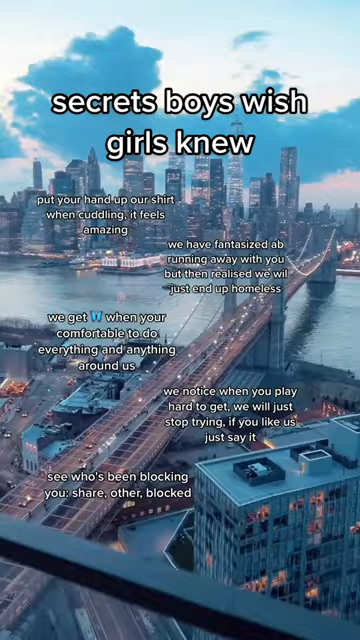 secrets boys wish
girls knew
put your hand up our shirt
when cuddling, it feels
amazing
we have fantasized ab
running away with you
but then realised we wil
just end up homeless
we get 🦋 when your
comfortable to do
everything and anything
around us
we notice when you play
hard to get, we will just
stop trying, if you like us
just say it
see who's been blocking
you: share, other, blocked